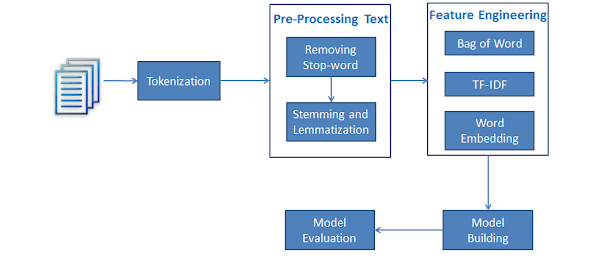 Tokenization
Pre-Processing Text
Removing
Stop-word
Stemming and
Lemmatization
Feature Engineering
Bag of Word
TF-IDF
Word
Embedding
Model
Building
Model
Evaluation